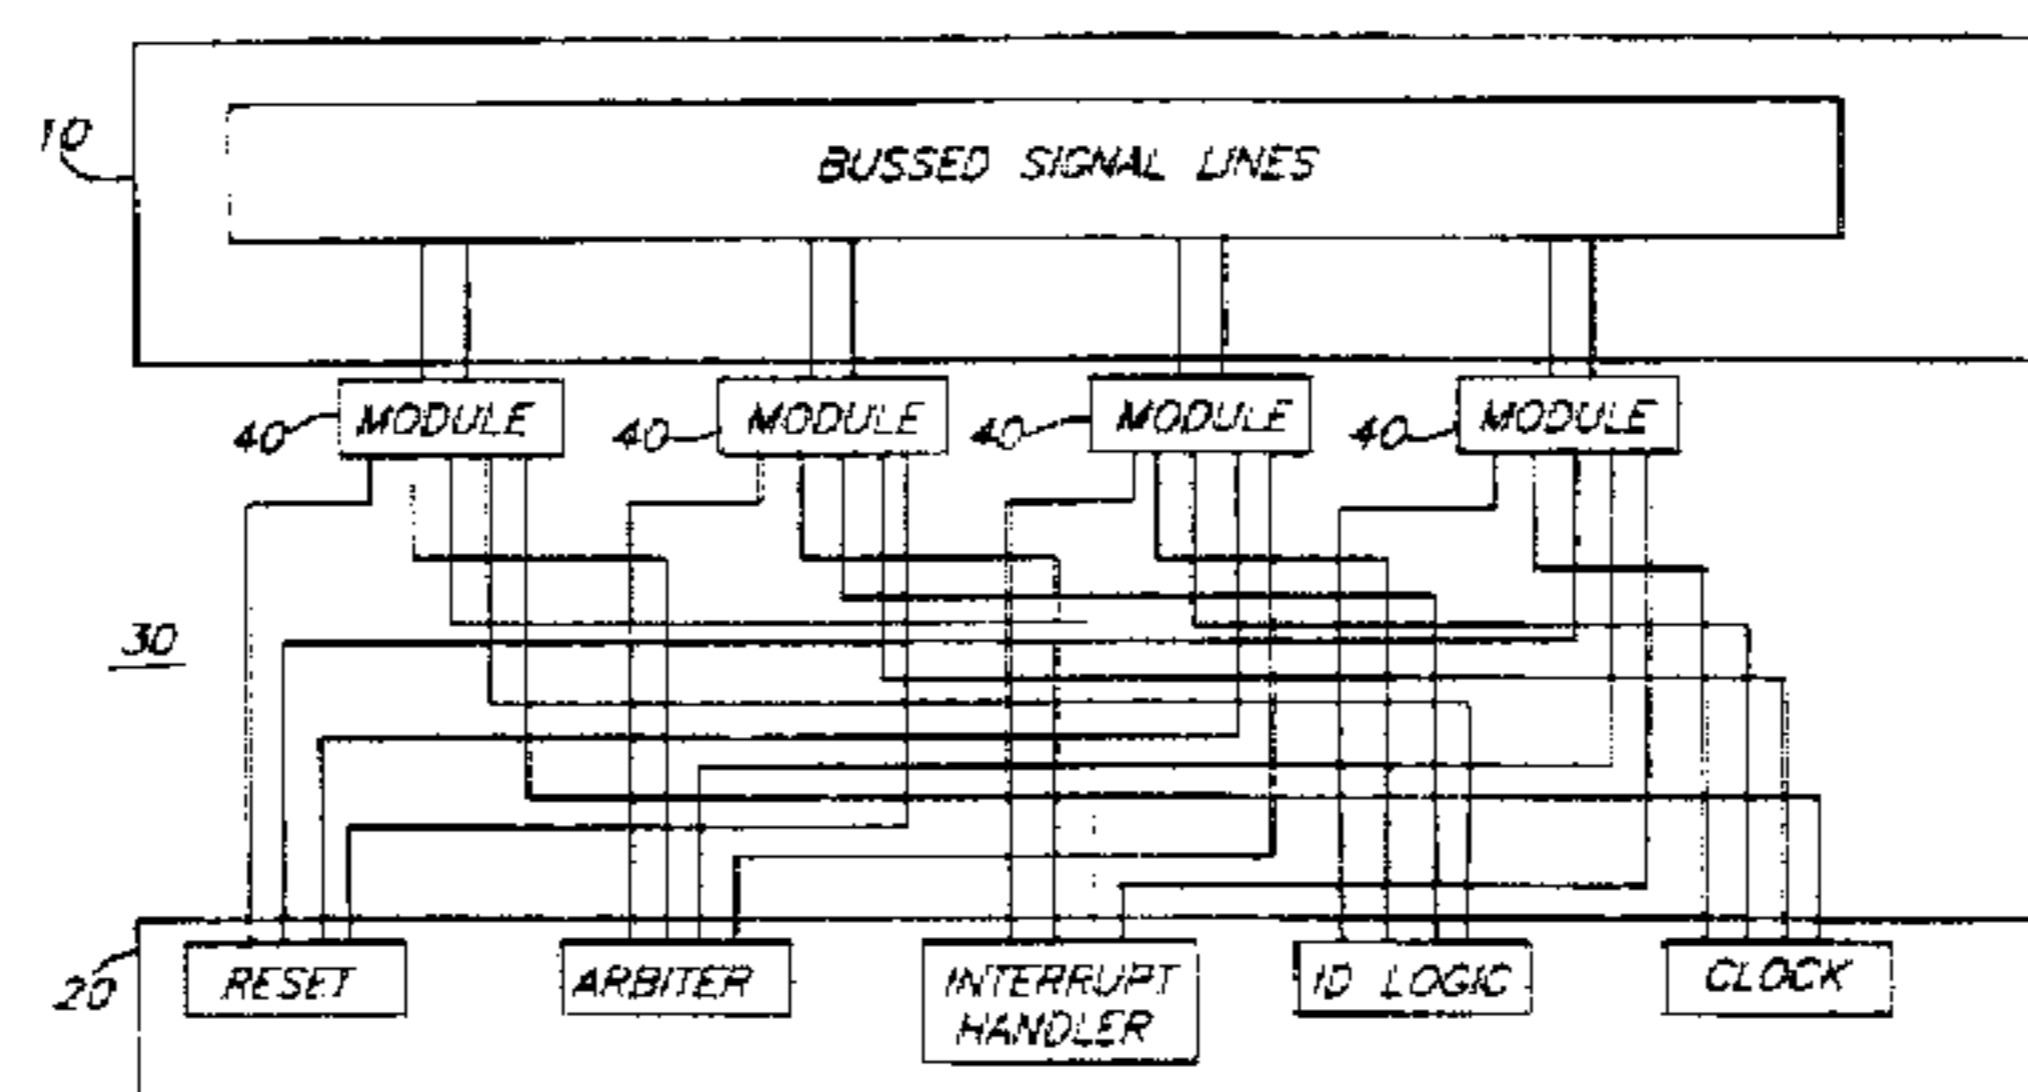 10
BUSSED SIGNAL LINES
40 MODULE 40 MODULE 40 MODULE 40 MODULE
30
20
RESET ARBITER INTERRUPT HANDLER ID LOGIC CLOCK